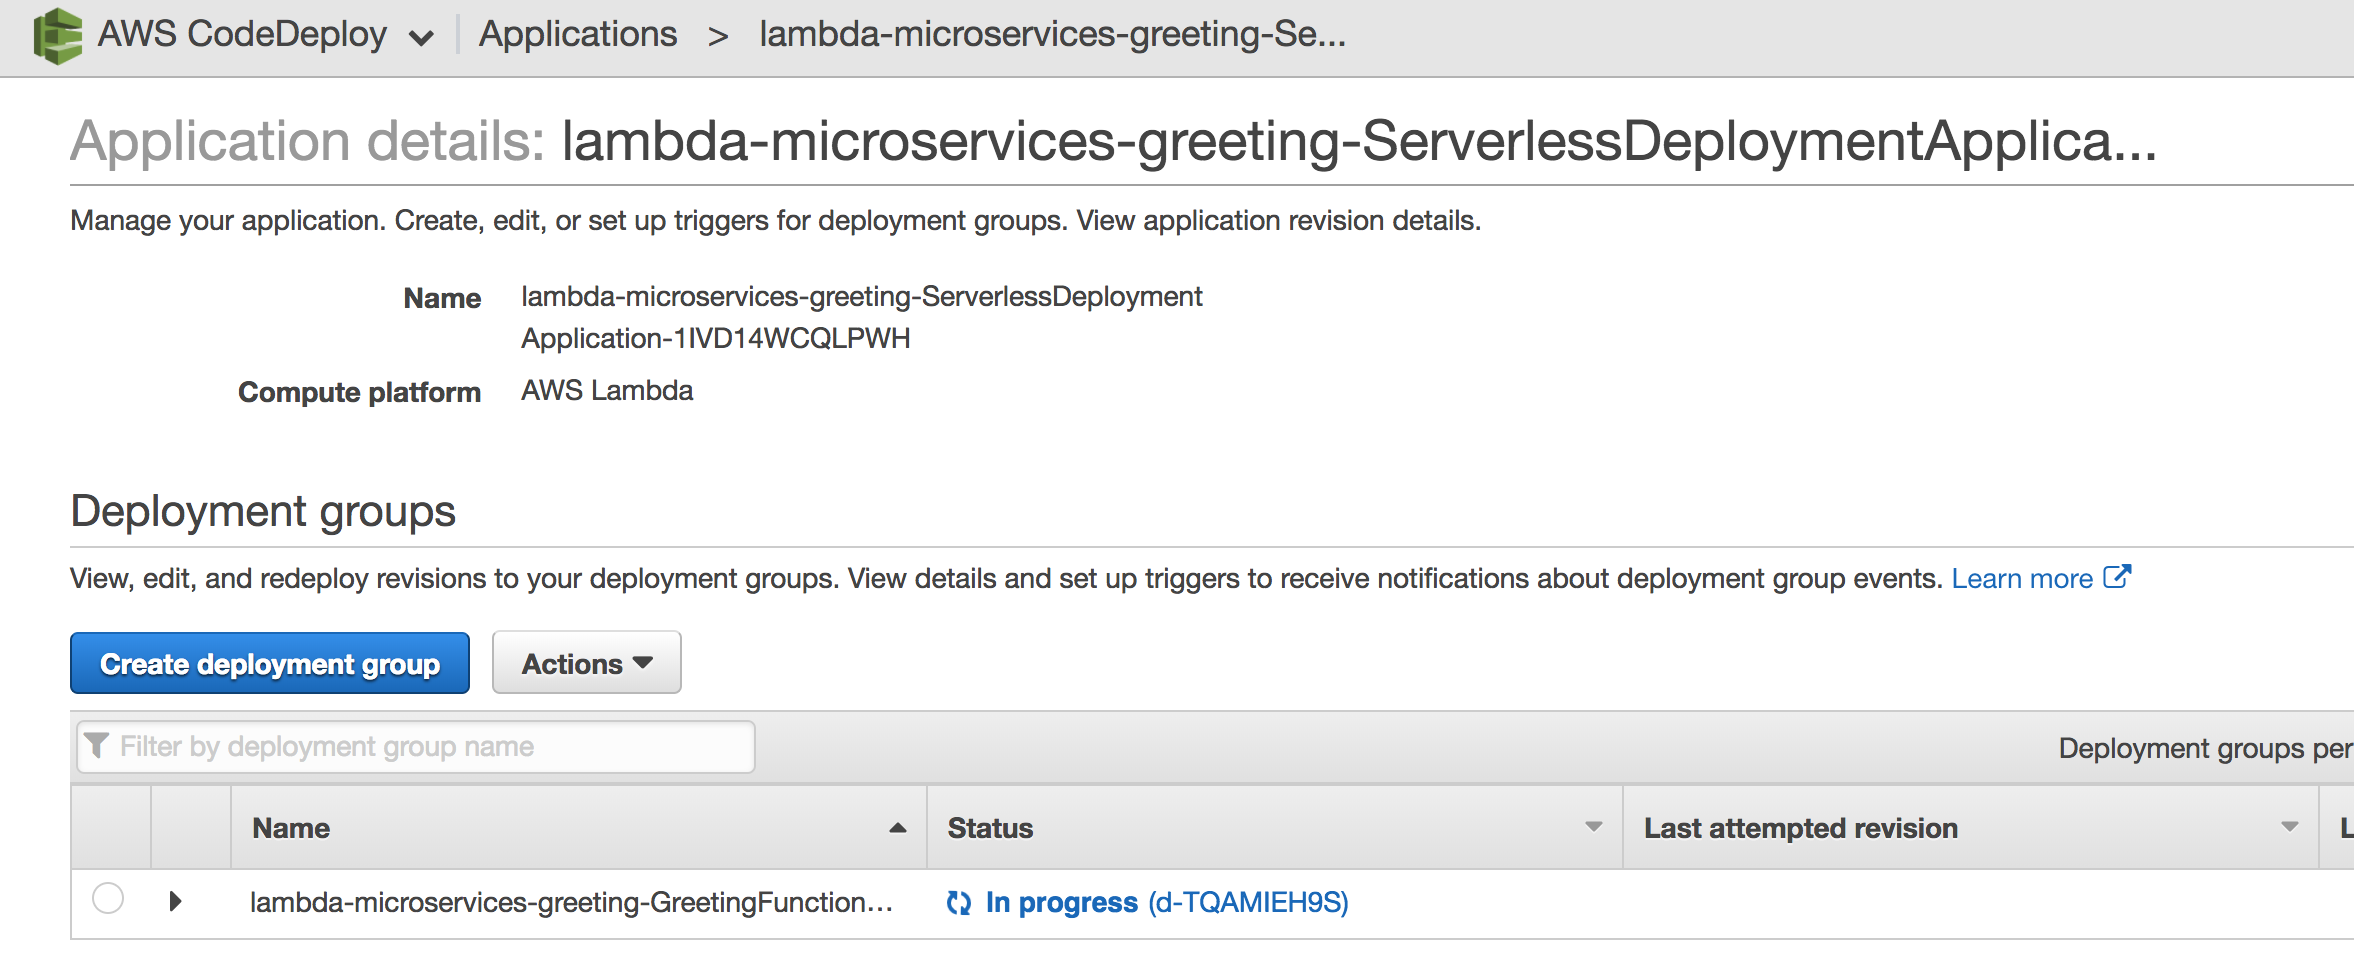 AWS CodeDeploy Applications > lambda-microservices-greeting-Se...
Application details: lambda-microservices-greeting-ServerlessDeploymentApplica...
Manage your application. Create, edit, or set up triggers for deployment groups. View application revision details.
Name lambda-microservices-greeting-ServerlessDeployment
Application-1IVD14WCQLPWH
Compute platform AWS Lambda
Deployment groups
View, edit, and redeploy revisions to your deployment groups. View details and set up triggers to receive notifications about deployment group events. Learn more
Create deployment group Actions
Filter by deployment group name Deployment groups per
Name Status Last attempted revision L
lambda-microservices-greeting-GreetingFunction... In progress (d-TQAMIEH9S)